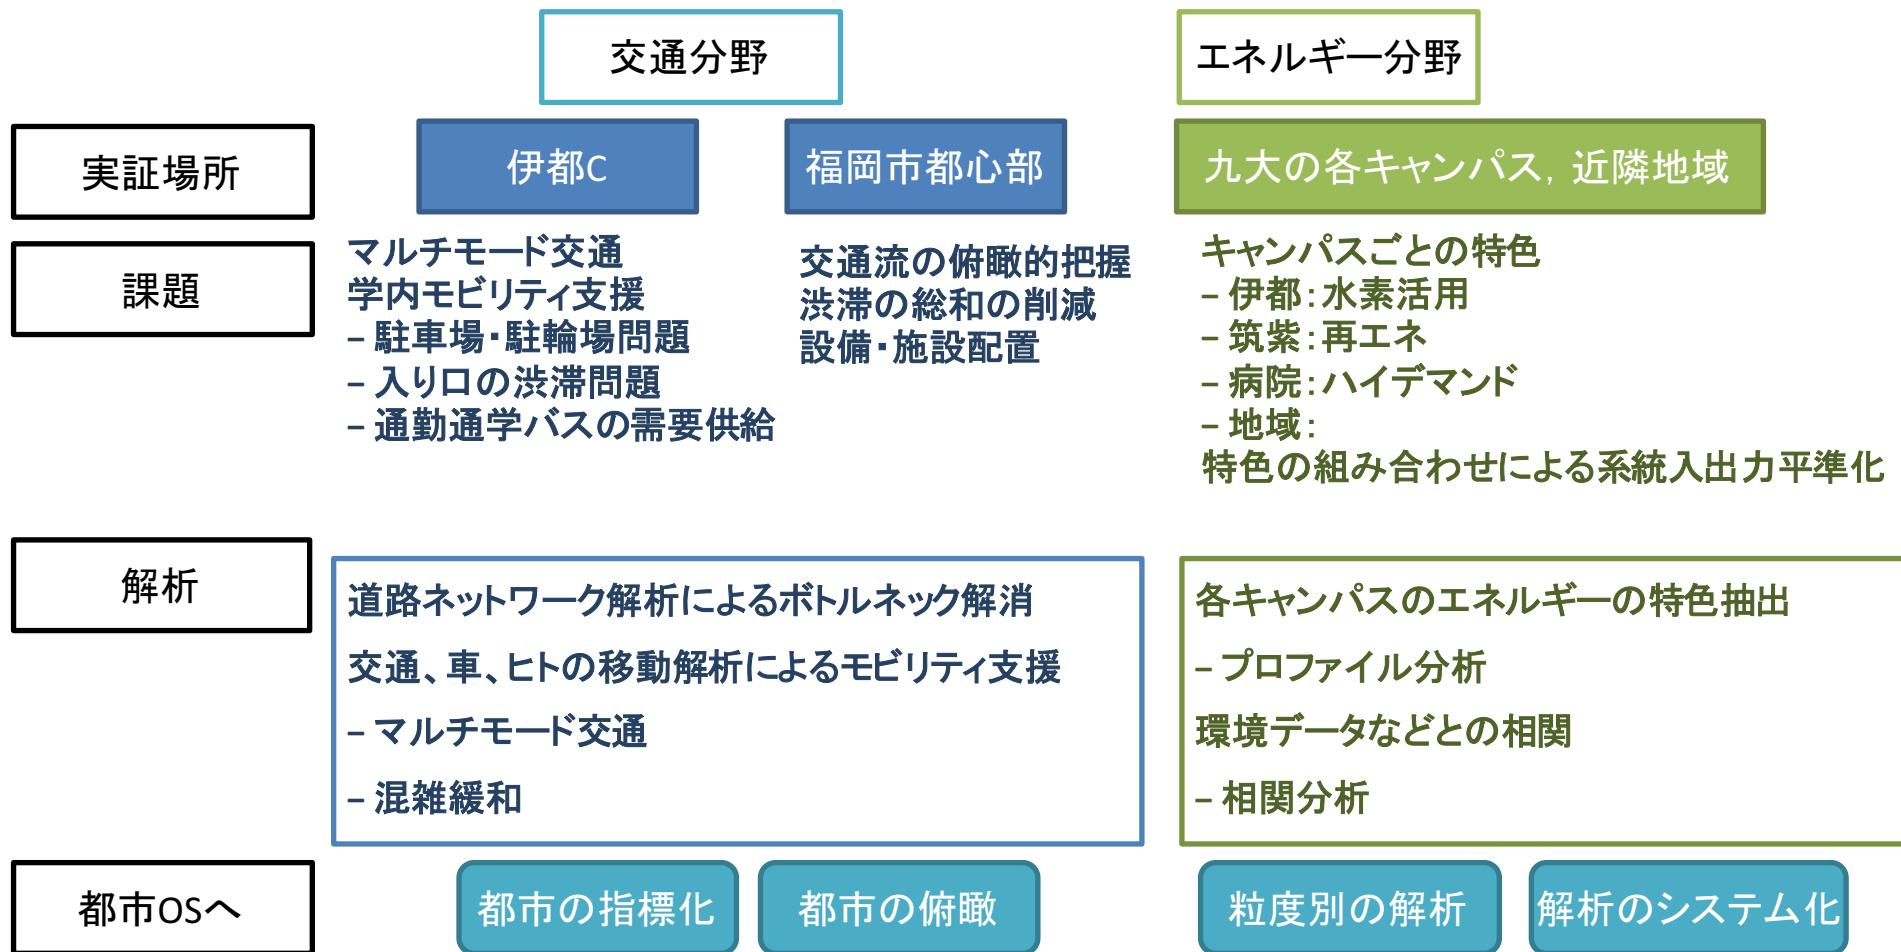 交通分野
エネルギー分野
実証場所
伊都C
福岡市都心部
九大の各キャンパス，近隣地域
課題
マルチモード交通
学内モビリティ支援
– 駐車場・駐輪場問題
– 入り口の渋滞問題
– 通勤通学バスの需要供給
交通流の俯瞰的把握
渋滞の総和の削減
設備・施設配置
キャンパスごとの特色
– 伊都：水素活用
– 筑紫：再エネ
– 病院：ハイデマンド
– 地域：
特色の組み合わせによる系統入出力平準化
解析
道路ネットワーク解析によるボトルネック解消
交通、車、ヒトの移動解析によるモビリティ支援
– マルチモード交通
– 混雑緩和
各キャンパスのエネルギーの特色抽出
– プロファイル分析
環境データなどとの相関
– 相関分析
都市OSへ
都市の指標化
都市の俯瞰
粒度別の解析
解析のシステム化